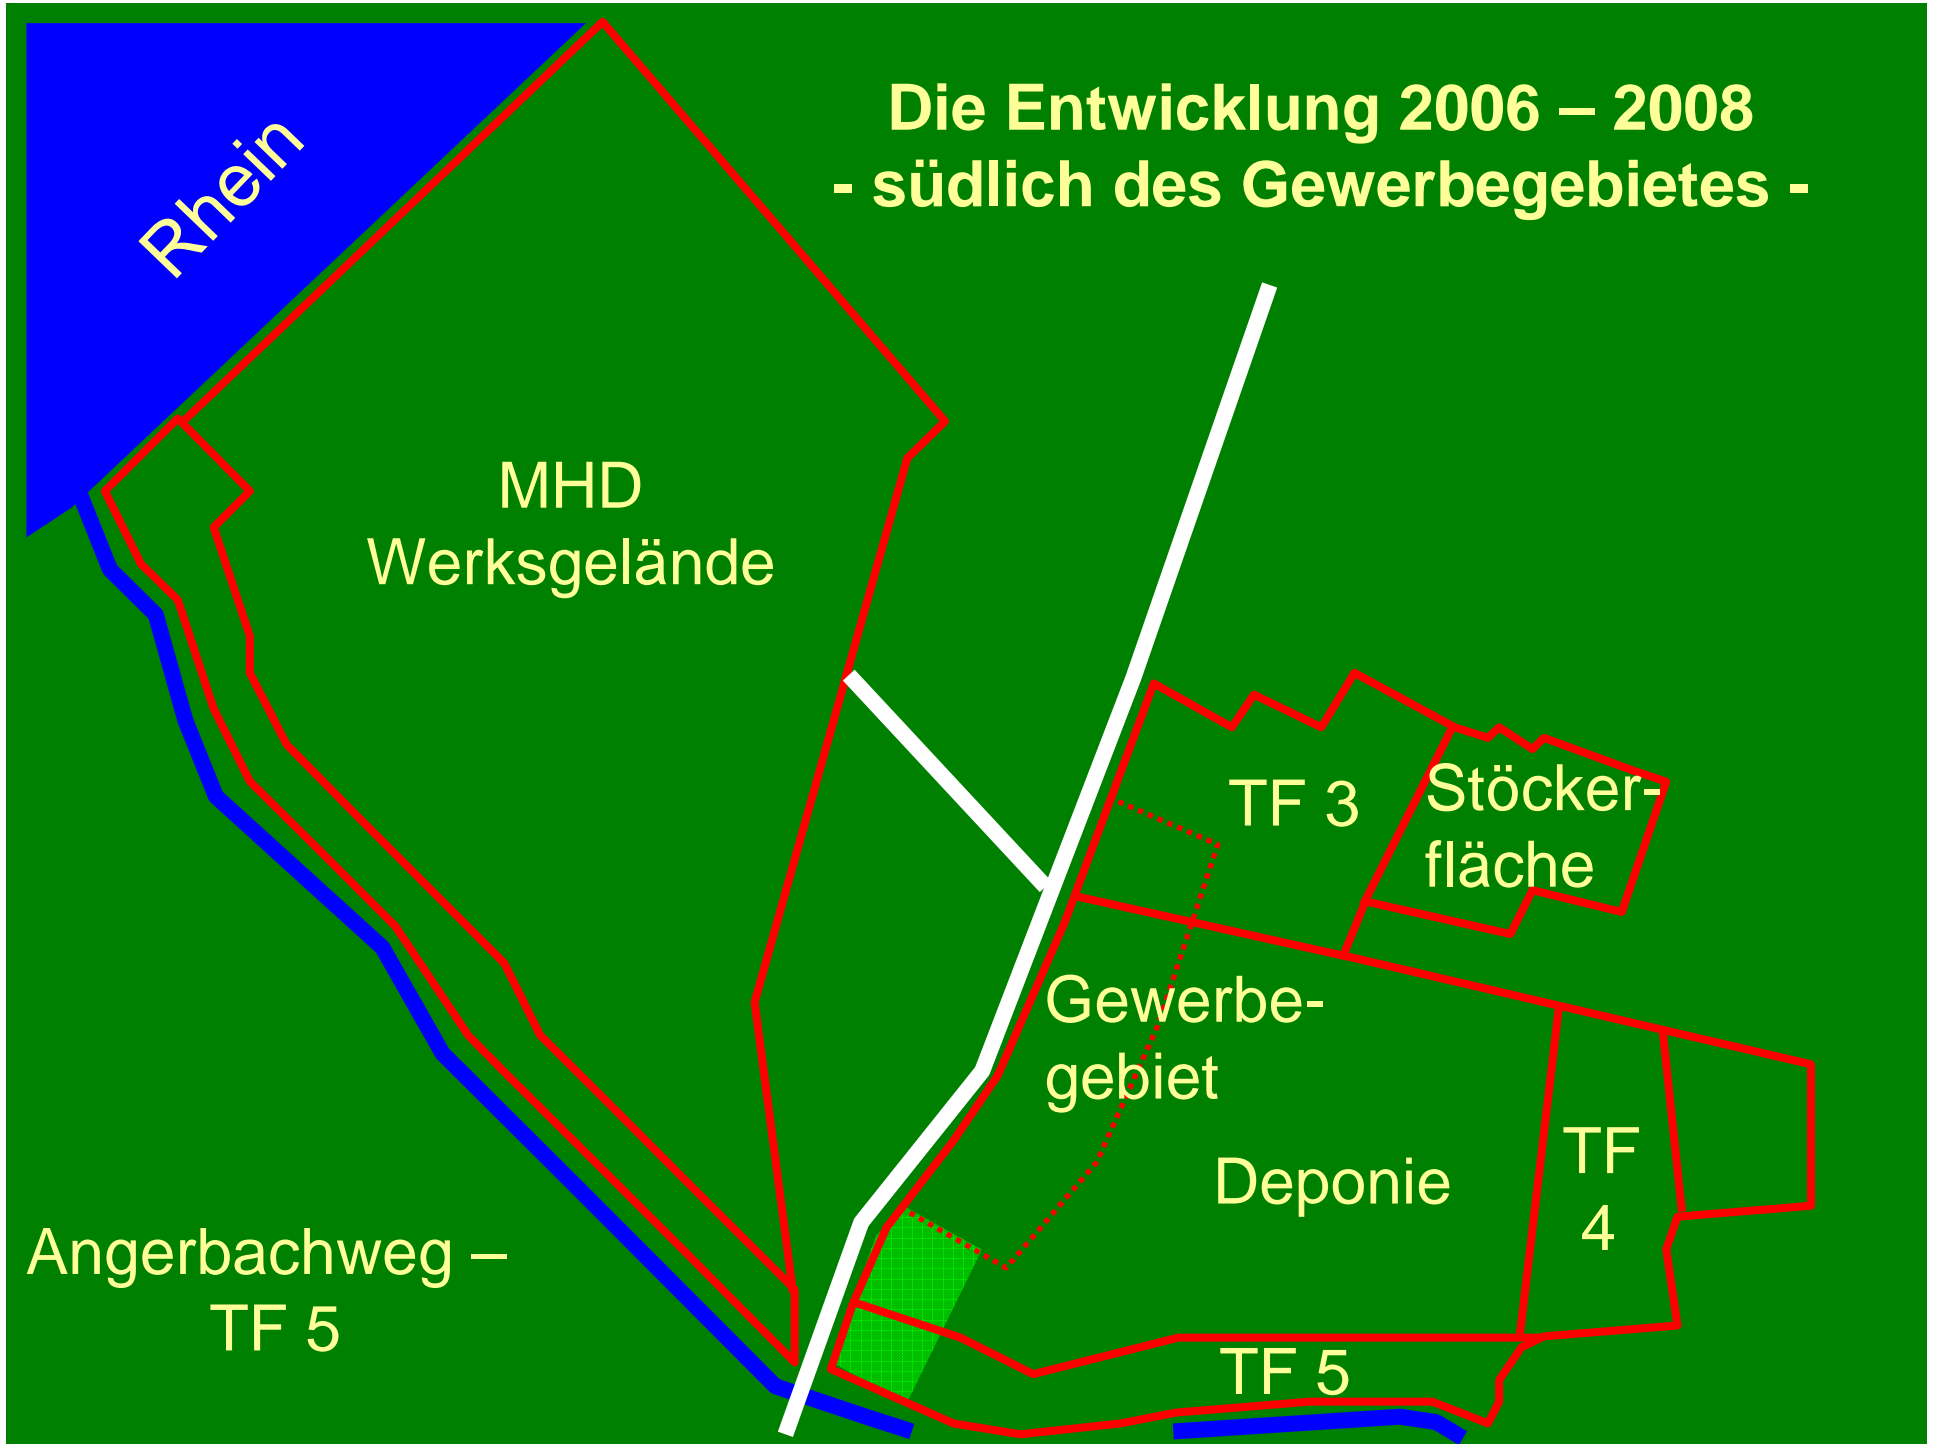 Die Entwicklung 2006 – 2008
- südlich des Gewerbegebietes -
Rhein
MHD
Werksgelände
TF 3
Stöcker-
fläche
Gewerbe-
gebiet
Deponie
TF
4
Angerbachweg –
TF 5
TF 5